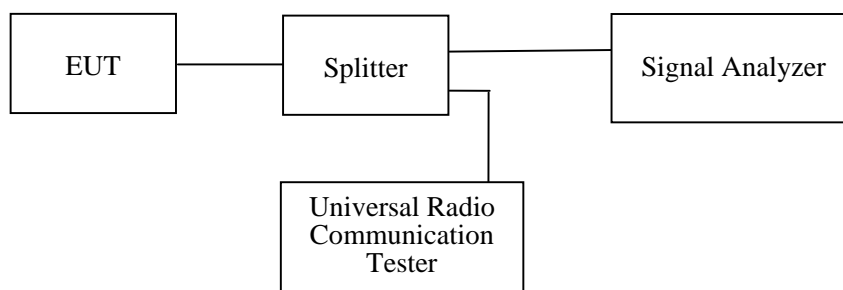 EUT
Splitter
Signal Analyzer
Universal Radio
Communication
Tester